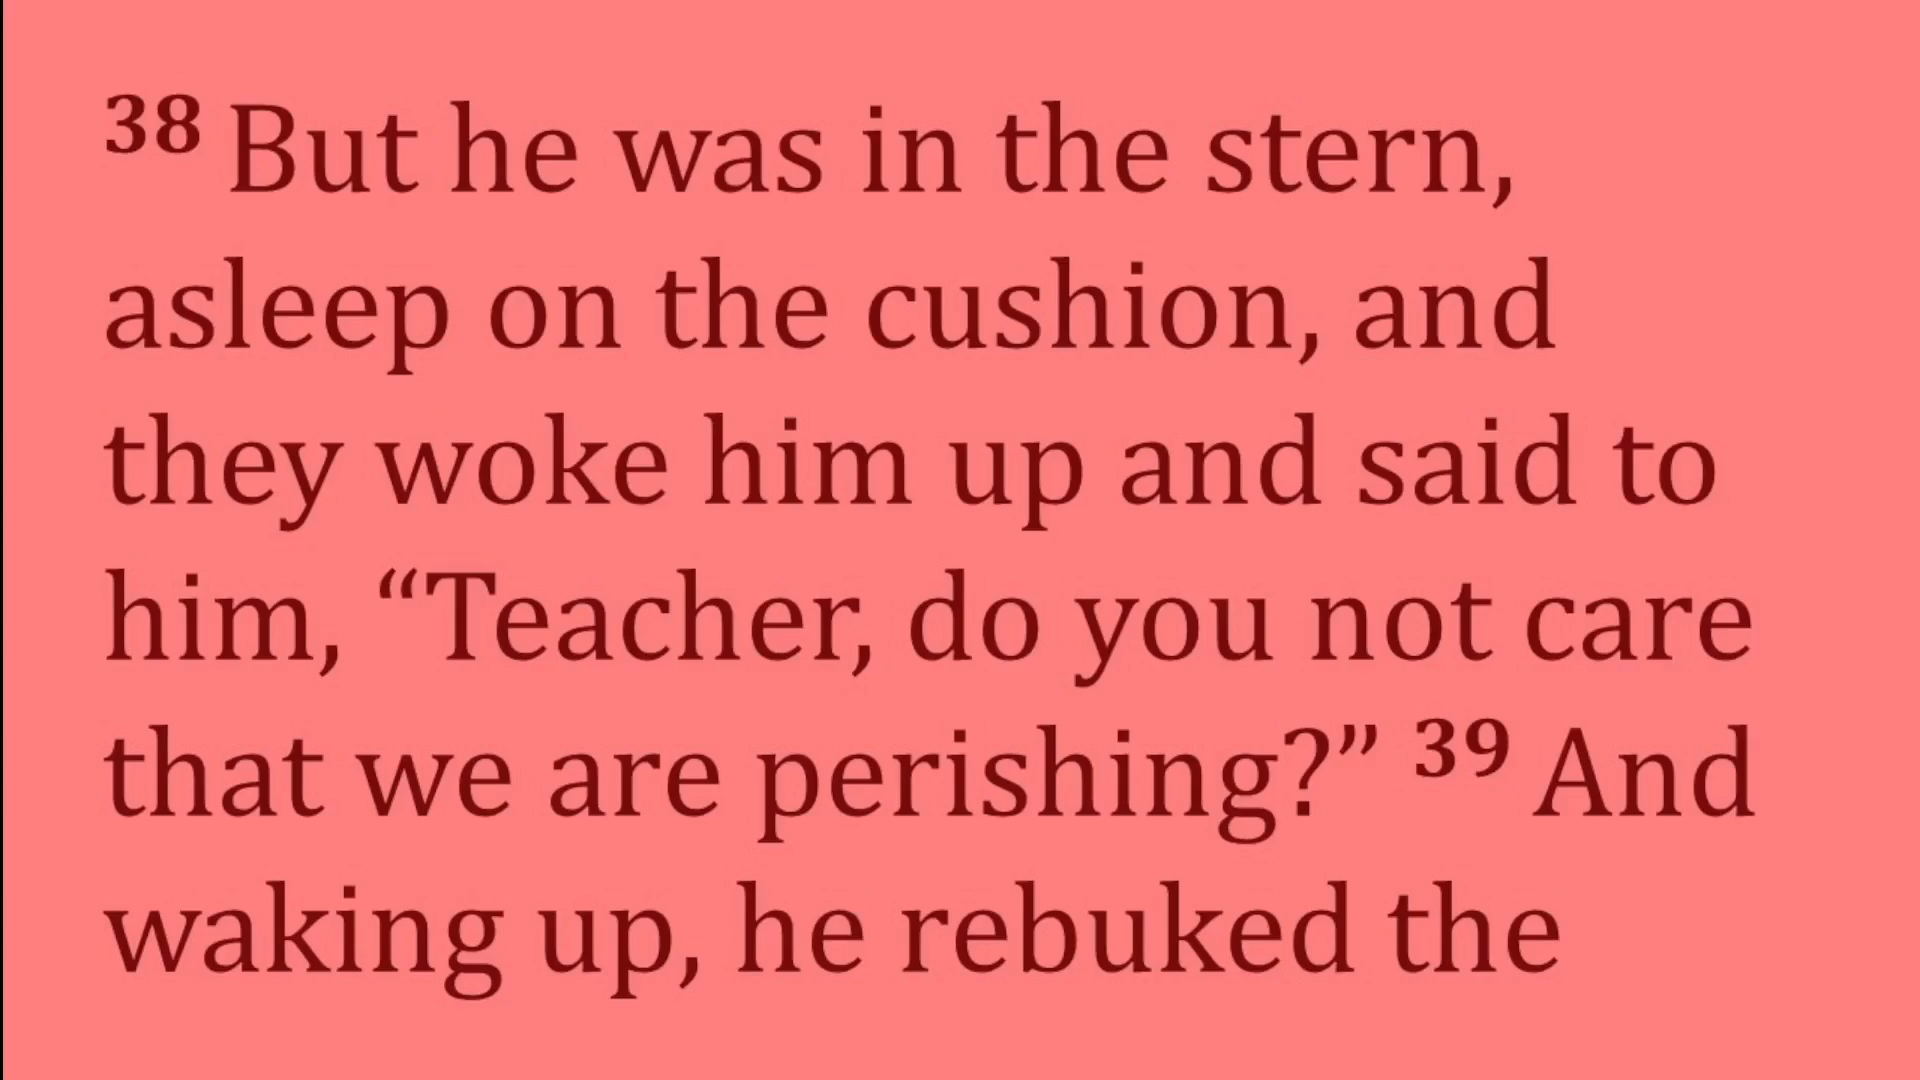 38 But he was in the stern,
asleep on the cushion, and
they woke him up and said to
him, “Teacher, do you not care
that we are perishing?” 39 And
waking up, he rebuked the